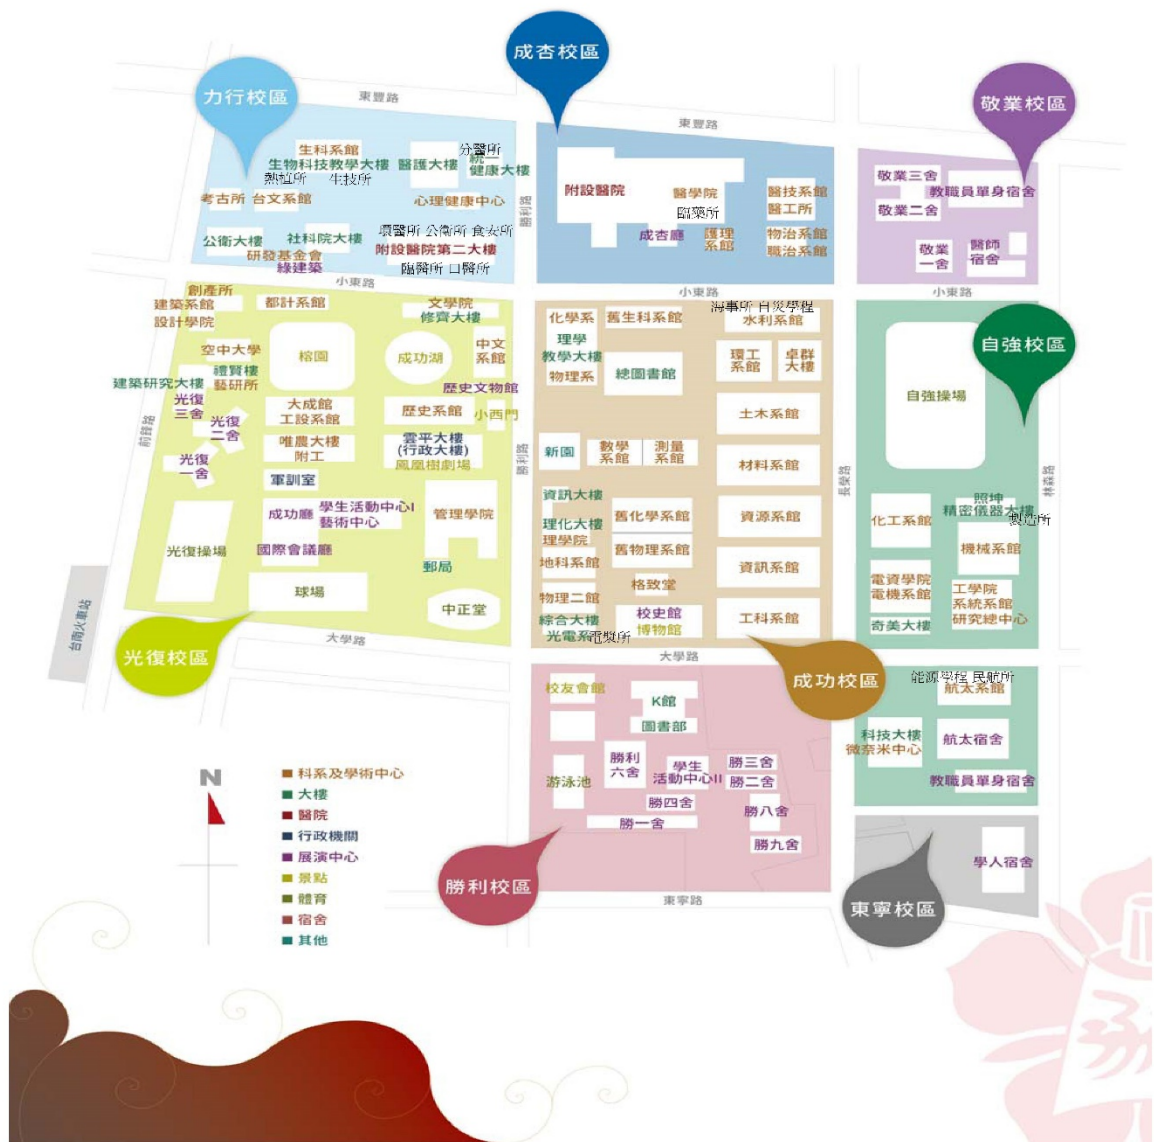 成杏校區
力行校區
敬業校區
東豐路
東豐路
生科系館
生物科技教學大樓
熱植所
生技所
醫護大樓
分醫所
統一
健康大樓
考古所
台文系館
心理健康中心
公衛大樓
社科院大樓
研發基金會
綠建築
環醫所 公衛所 食安所
附設醫院第二大樓
臨醫所 口醫所
勝利路
附設醫院
醫學院
臨藥所
成杏廳
護理
系館
醫技系館
醫工所
物治系館
職治系館
敬業三舍
教職員單身宿舍
敬業二舍
敬業
一舍
醫師
宿舍
小東路
小東路
小東路
創產所
建築系館
設計學院
都計系館
文學院
修齊大樓
空中大學
榕園
成功湖
中文
系館
禮賢樓
藝研所
建築研究大樓
歷史文物館
光復
三舍
大成館
工設系館
歷史系館
小西門
光復
二舍
唯農大樓
附工
雲平大樓
(行政大樓)
鳳凰樹劇場
光復
一舍
軍訓室
成功廳
學生活動中心I
藝術中心
管理學院
光復操場
國際會議廳
郵局
球場
中正堂
前鋒路
台南火車站
大學路
光復校區
勝利路
化學系
舊生科系館
海事所 自災學程
水利系館
理學
教學大樓
物理系
總圖書館
環工
系館
卓群
大樓
土木系館
新園
數學
系館
測量
系館
材料系館
資訊大樓
理化大樓
理學院
舊化學系館
資源系館
地科系館
舊物理系館
資訊系館
格致堂
物理二館
校史館
博物館
工科系館
綜合大樓
光電系
電漿所
大學路
成功校區
長榮路
自強校區
自強操場
林森路
照坤
精密儀器大樓
製造所
化工系館
機械系館
電資學院
電機系館
工學院
系統系館
研究總中心
奇美大樓
能源學程 民航所
航太系館
科技大樓
微奈米中心
航太宿舍
教職員單身宿舍
校友會館
K館
圖書部
游泳池
勝利
六舍
學生
活動中心II
勝三舍
勝二舍
勝四舍
勝八舍
勝一舍
勝九舍
勝利校區
東寧路
學人宿舍
東寧校區
N
科系及學術中心
大樓
醫院
行政機關
展演中心
景點
體育
宿舍
其他